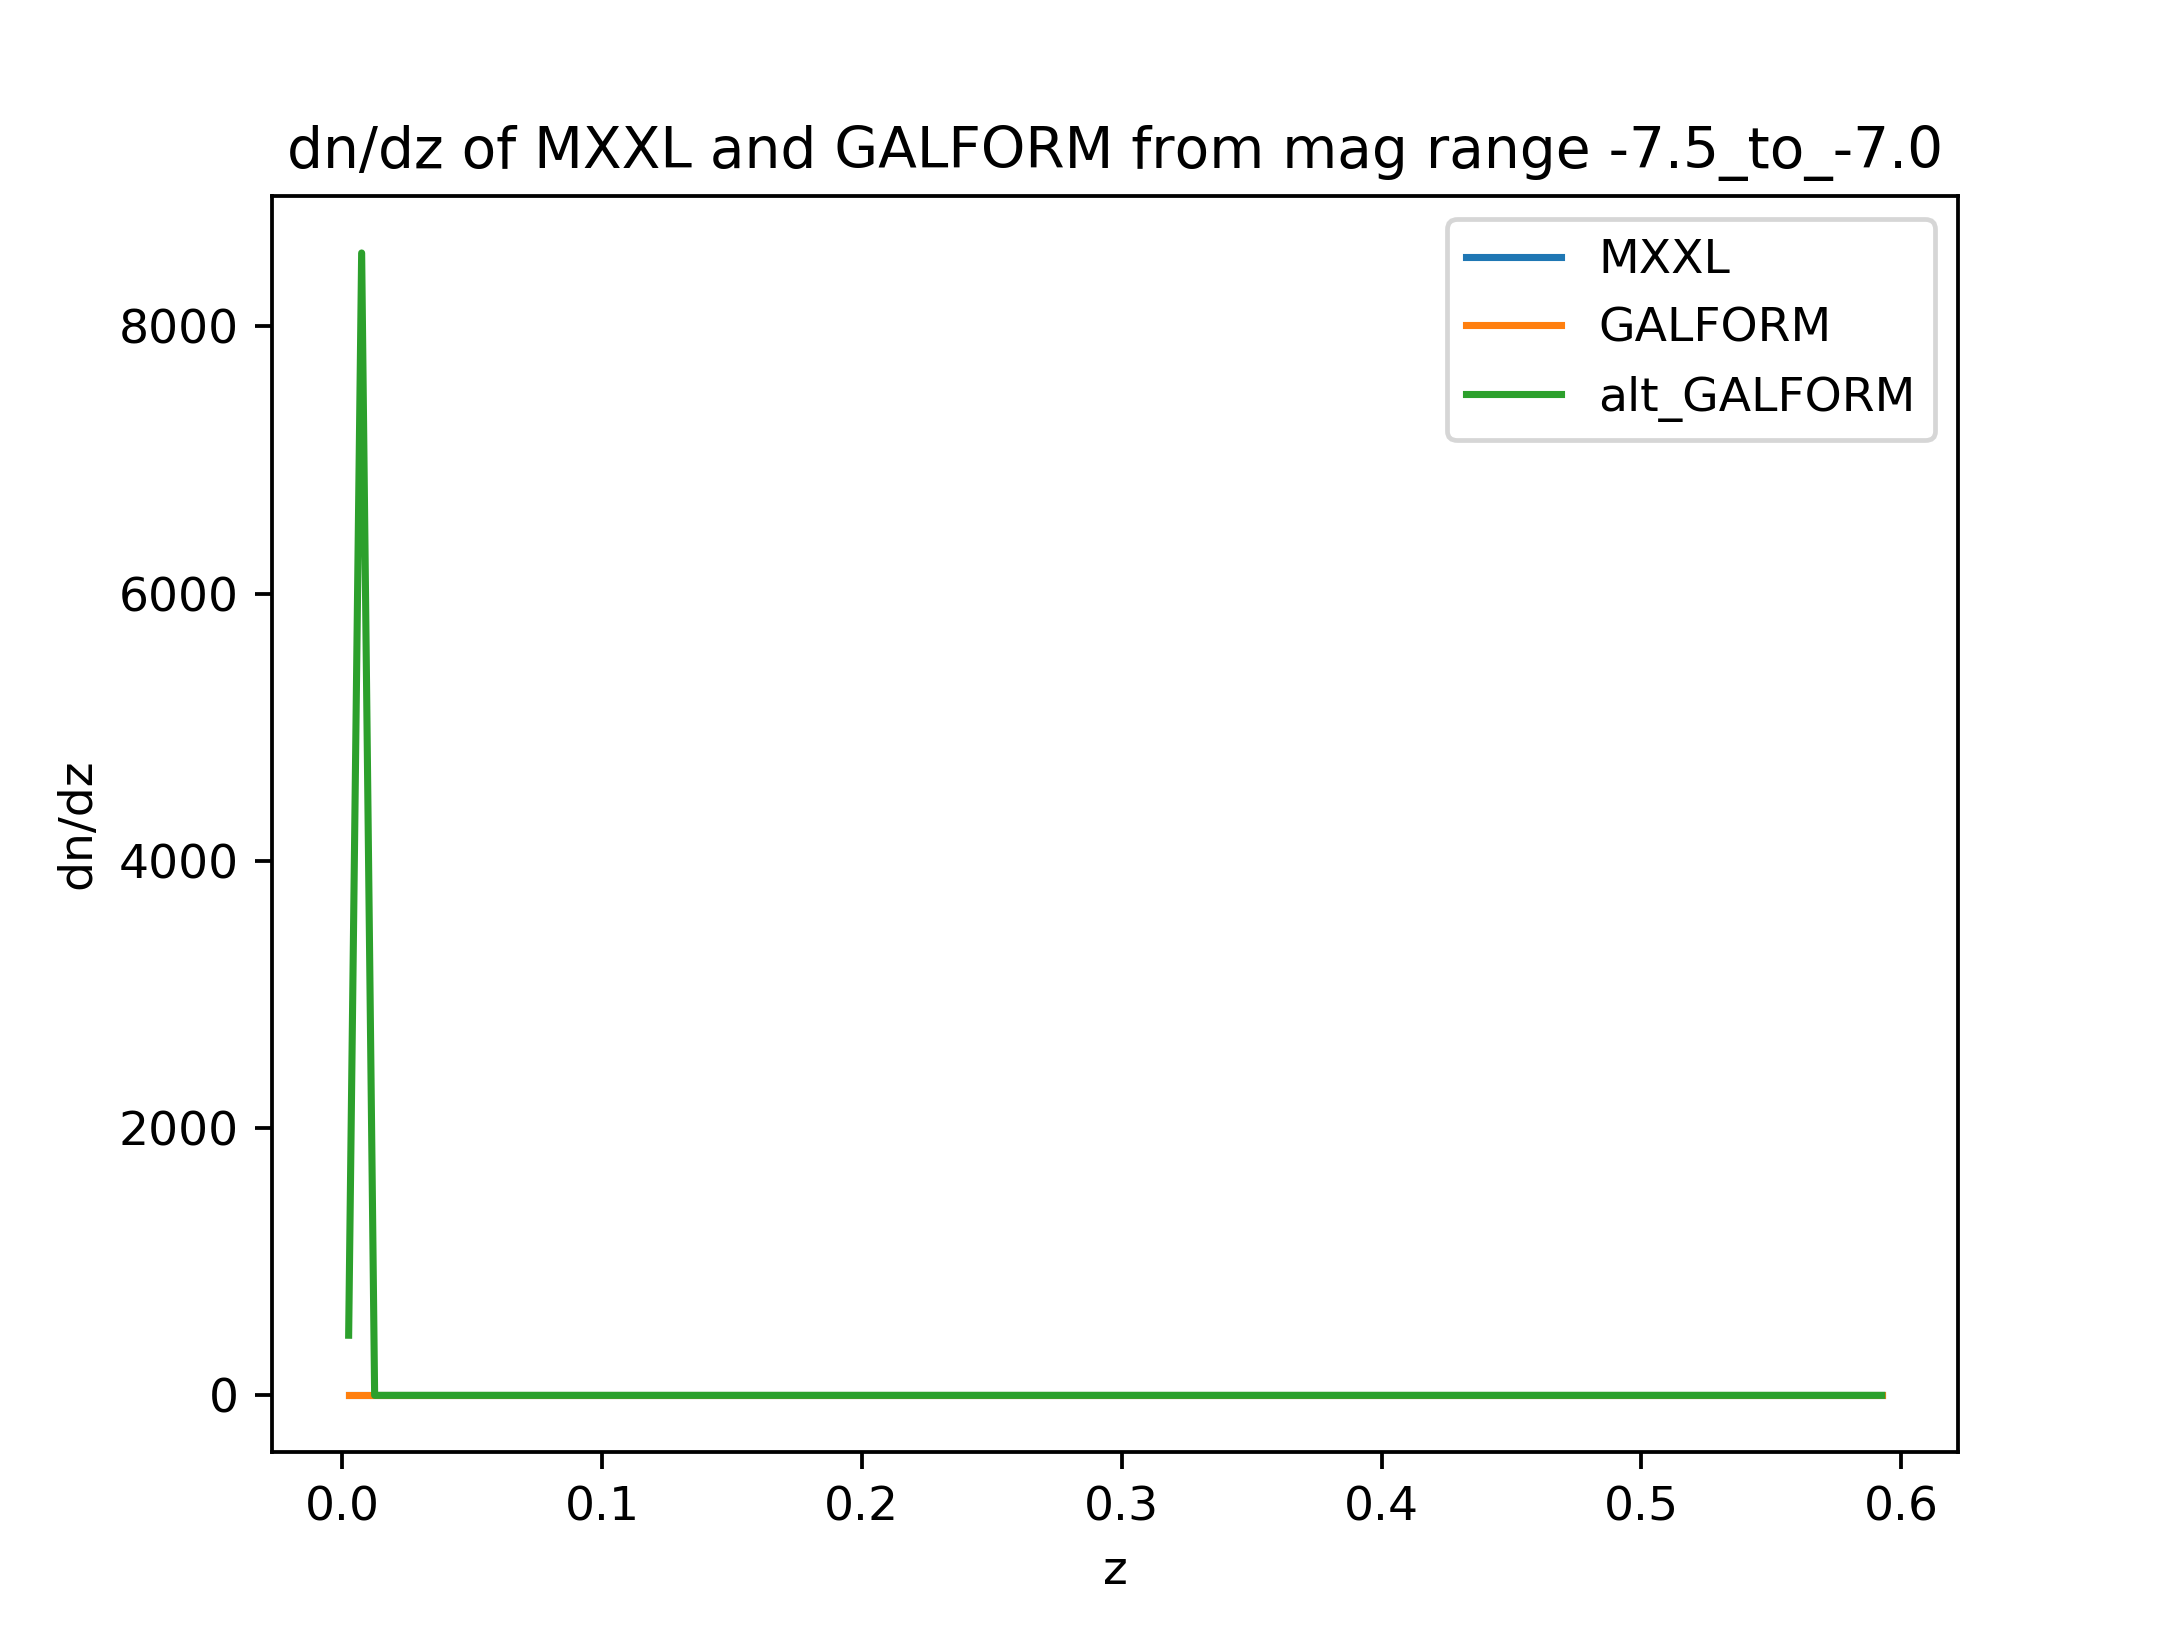 dn/dz of MXXL and GALFORM from mag range -7.5_to_-7.0
MXXL
GALFORM
alt_GALFORM
8000
6000
4000
2000
0
dn/dz
0.0 0.1 0.2 0.3 0.4 0.5 0.6
z